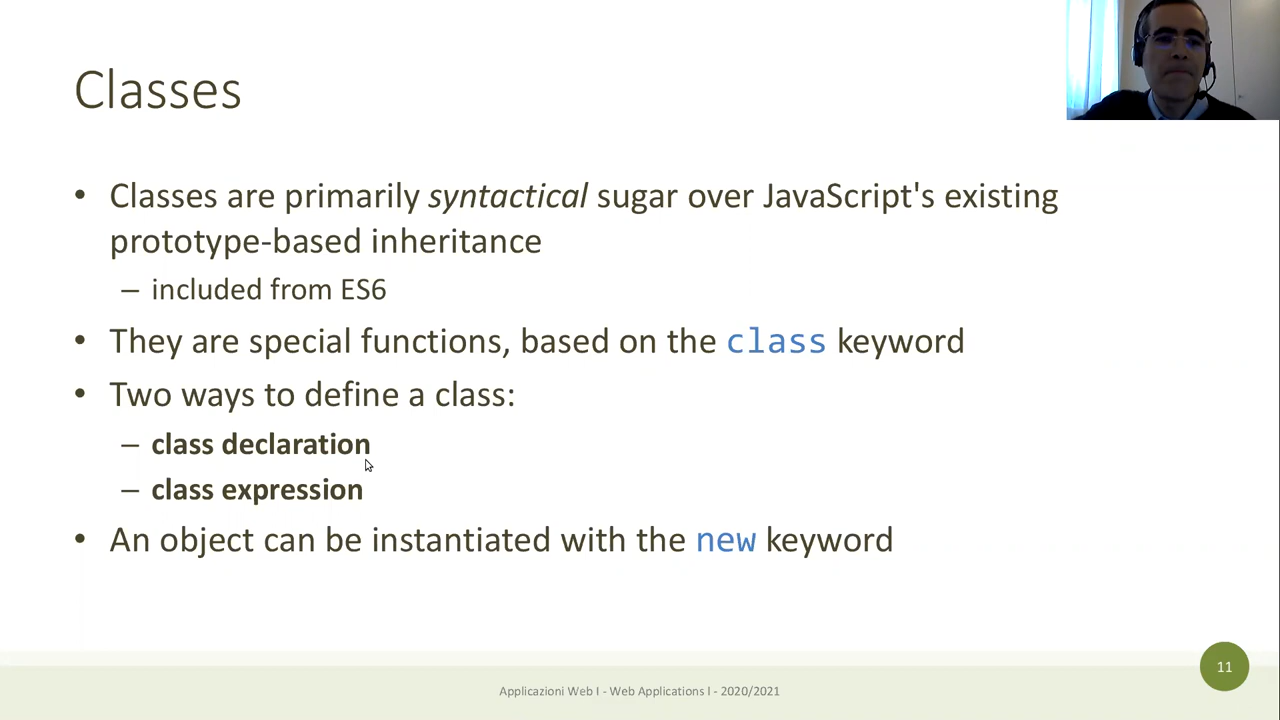 Classes
• Classes are primarily syntactical sugar over JavaScript's existing
prototype-based inheritance
– included from ES6
• They are special functions, based on the class keyword
• Two ways to define a class:
– class declaration
– class expression
• An object can be instantiated with the new keyword
11
Applicazioni Web I - Web Applications I - 2020/2021